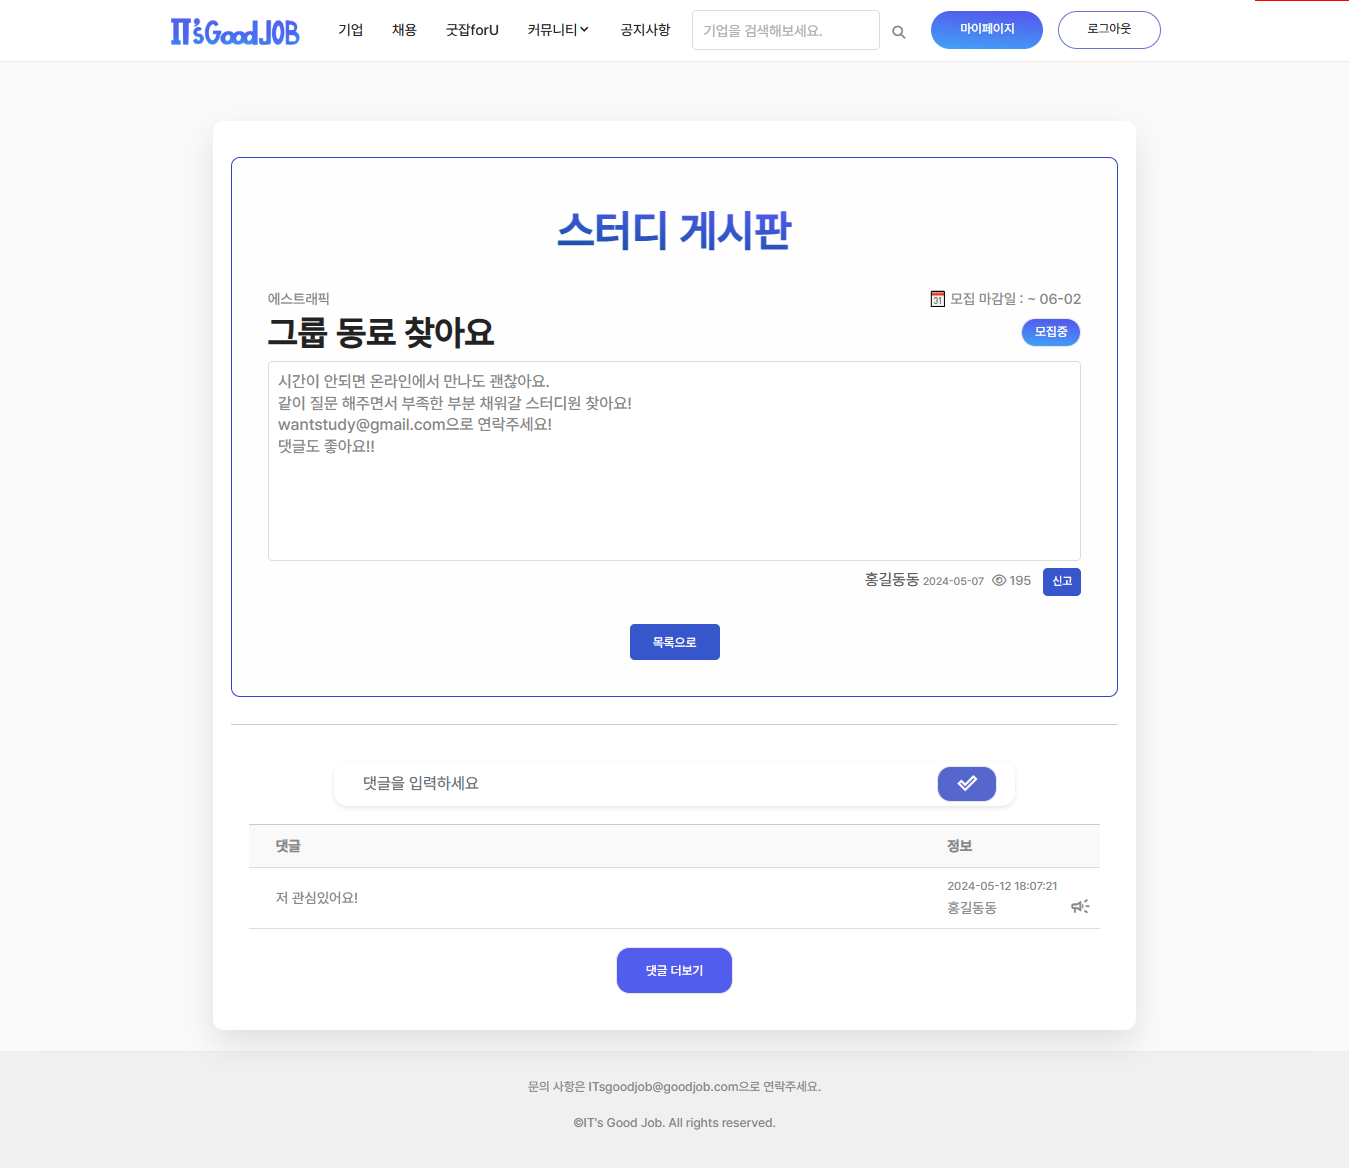 IT's Good JOB
기업 채용 굿잡forU 커뮤니티 공지사항 기업을 검색해보세요. 마이페이지 로그아웃
스터디 게시판
에스트래픽
모집 마감일 : ~ 06-02
그룹 동료 찾아요
모집중
시간이 안되면 온라인에서 만나도 괜찮아요.
같이 질문 해주면서 부족한 부분 채워갈 스터디원 찾아요!
wantstudy@gmail.com으로 연락주세요!
댓글도 좋아요!!
홍길동동 2024-05-07 195 신고
목록으로
댓글을 입력하세요
댓글 정보
저 관심있어요!
2024-05-12 18:07:21
홍길동동
댓글 더보기
문의 사항은 ITsgoodjob@goodjob.com으로 연락주세요.
©IT's Good Job. All rights reserved.